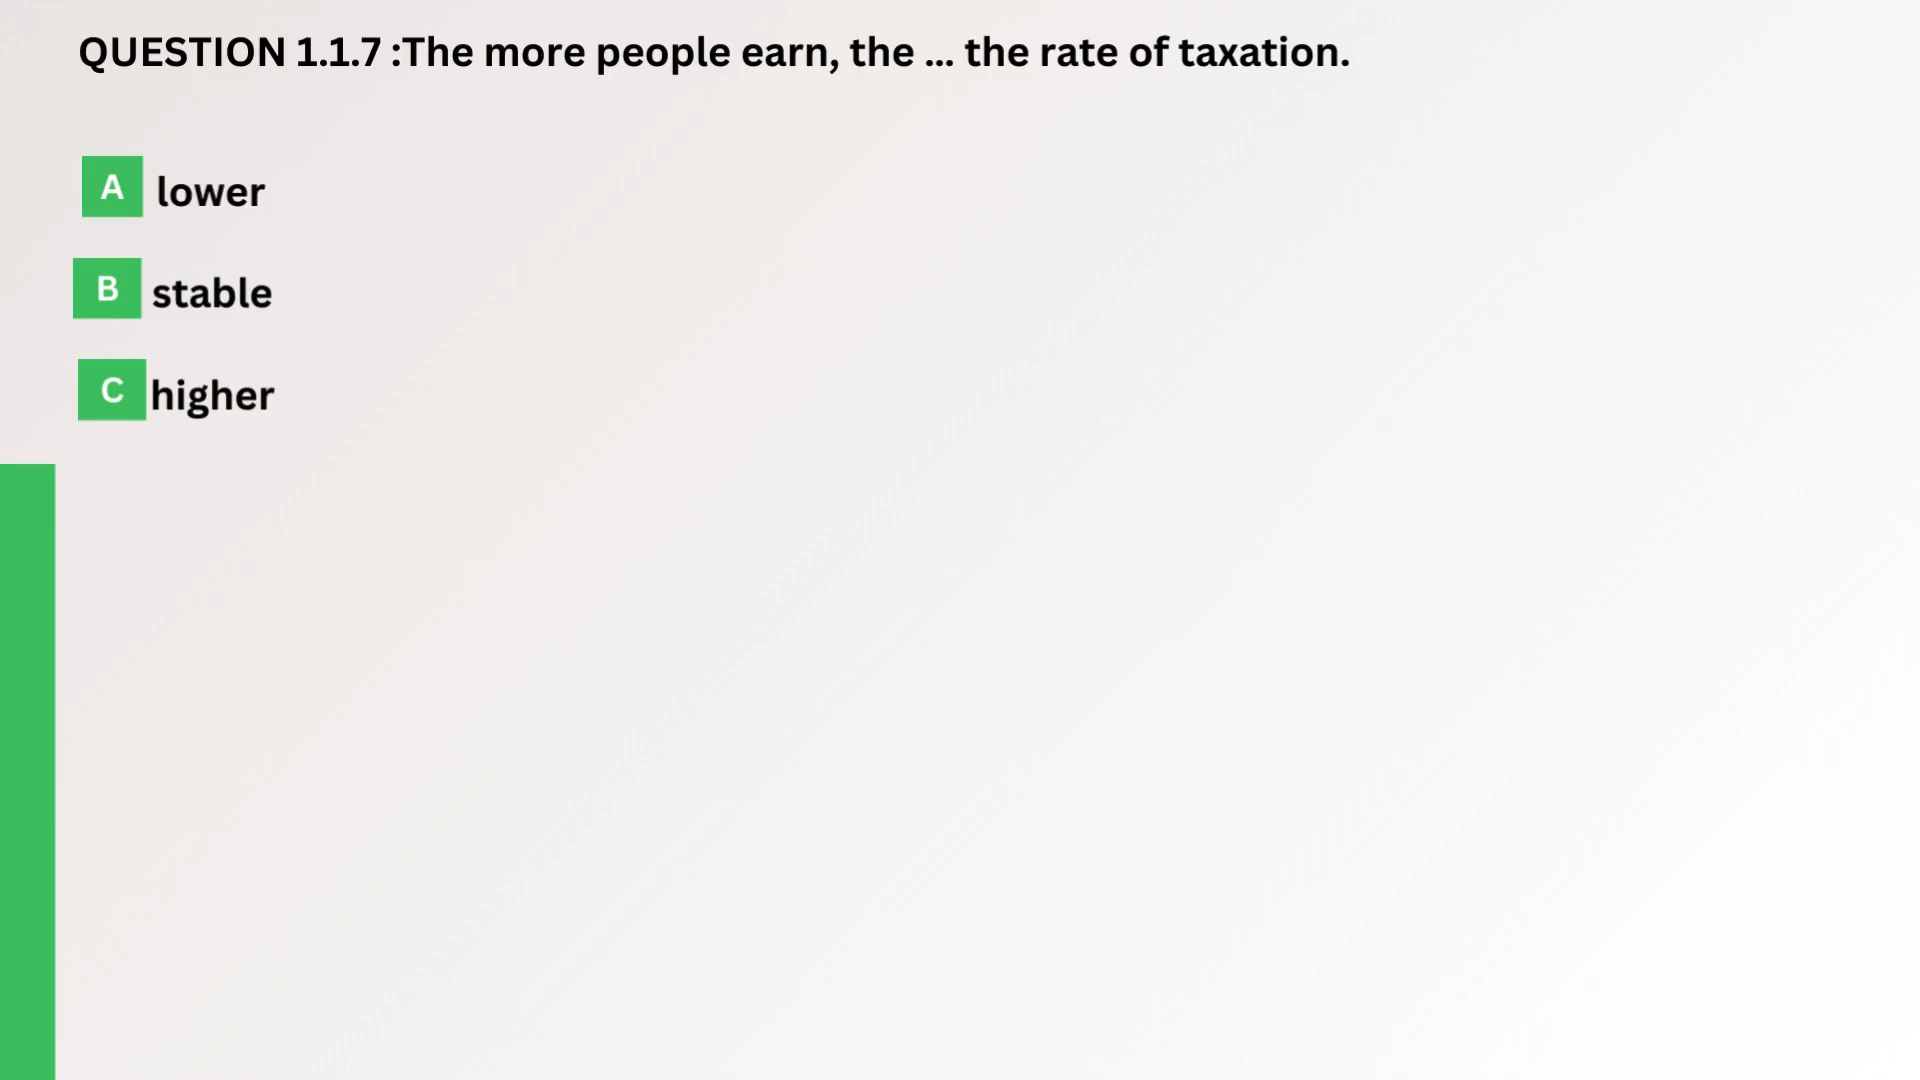 QUESTION 1.1.7 :The more people earn, the ... the rate of taxation.
A lower
B stable
C higher